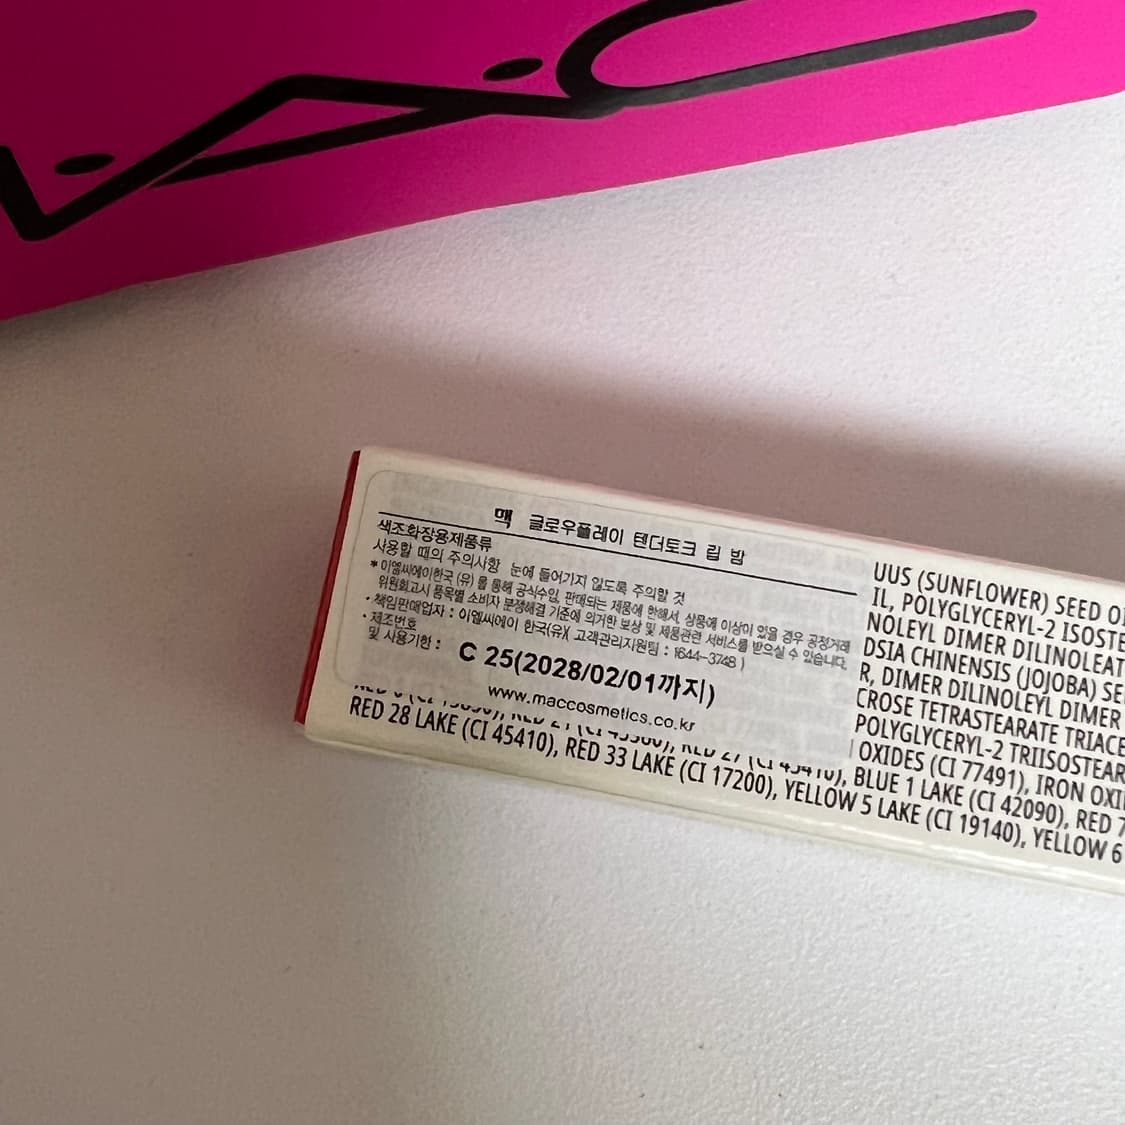 MAC
맥 글로우플레이 텐더토크 립 밤
색조화장용제품류
사용할 때의 주의사항 눈에 들어가지 않도록 주의할 것
* 이엘씨에이한국 (유) 를 통해 공식수입, 판매되는 제품에 한해서, 상품에 이상이 있을 경우 공정거래
위원회고시 품목별 소비자 분쟁해결 기준에 의거한 보상 및 제품관련 서비스를 받으실 수 있습니다.
· 책임판매업자 : 이엘씨에이 한국(유)( 고객관리지원팀 : 1644-3748 )
· 제조번호
및 사용기한 : C 25(2028/02/01까지)
www.maccosmetics.co.kr
UUS (SUNFLOWER) SEED
IL, POLYGLYCERYL-2
NOLEYL DIMER
DSIA CHINENSIS (JOJOBA)
R, DIMER DILINOLEYL DIMER
CROSE TETRASTEARATE
POLYGLYCERYL-2
OXIDES (CI 77491), IRON
BLUE 1 LAKE (CI 42090), RED
RED 28 LAKE (CI 45410), RED 33 LAKE (CI 17200), YELLOW 5 LAKE (CI 19140), YELLOW 6